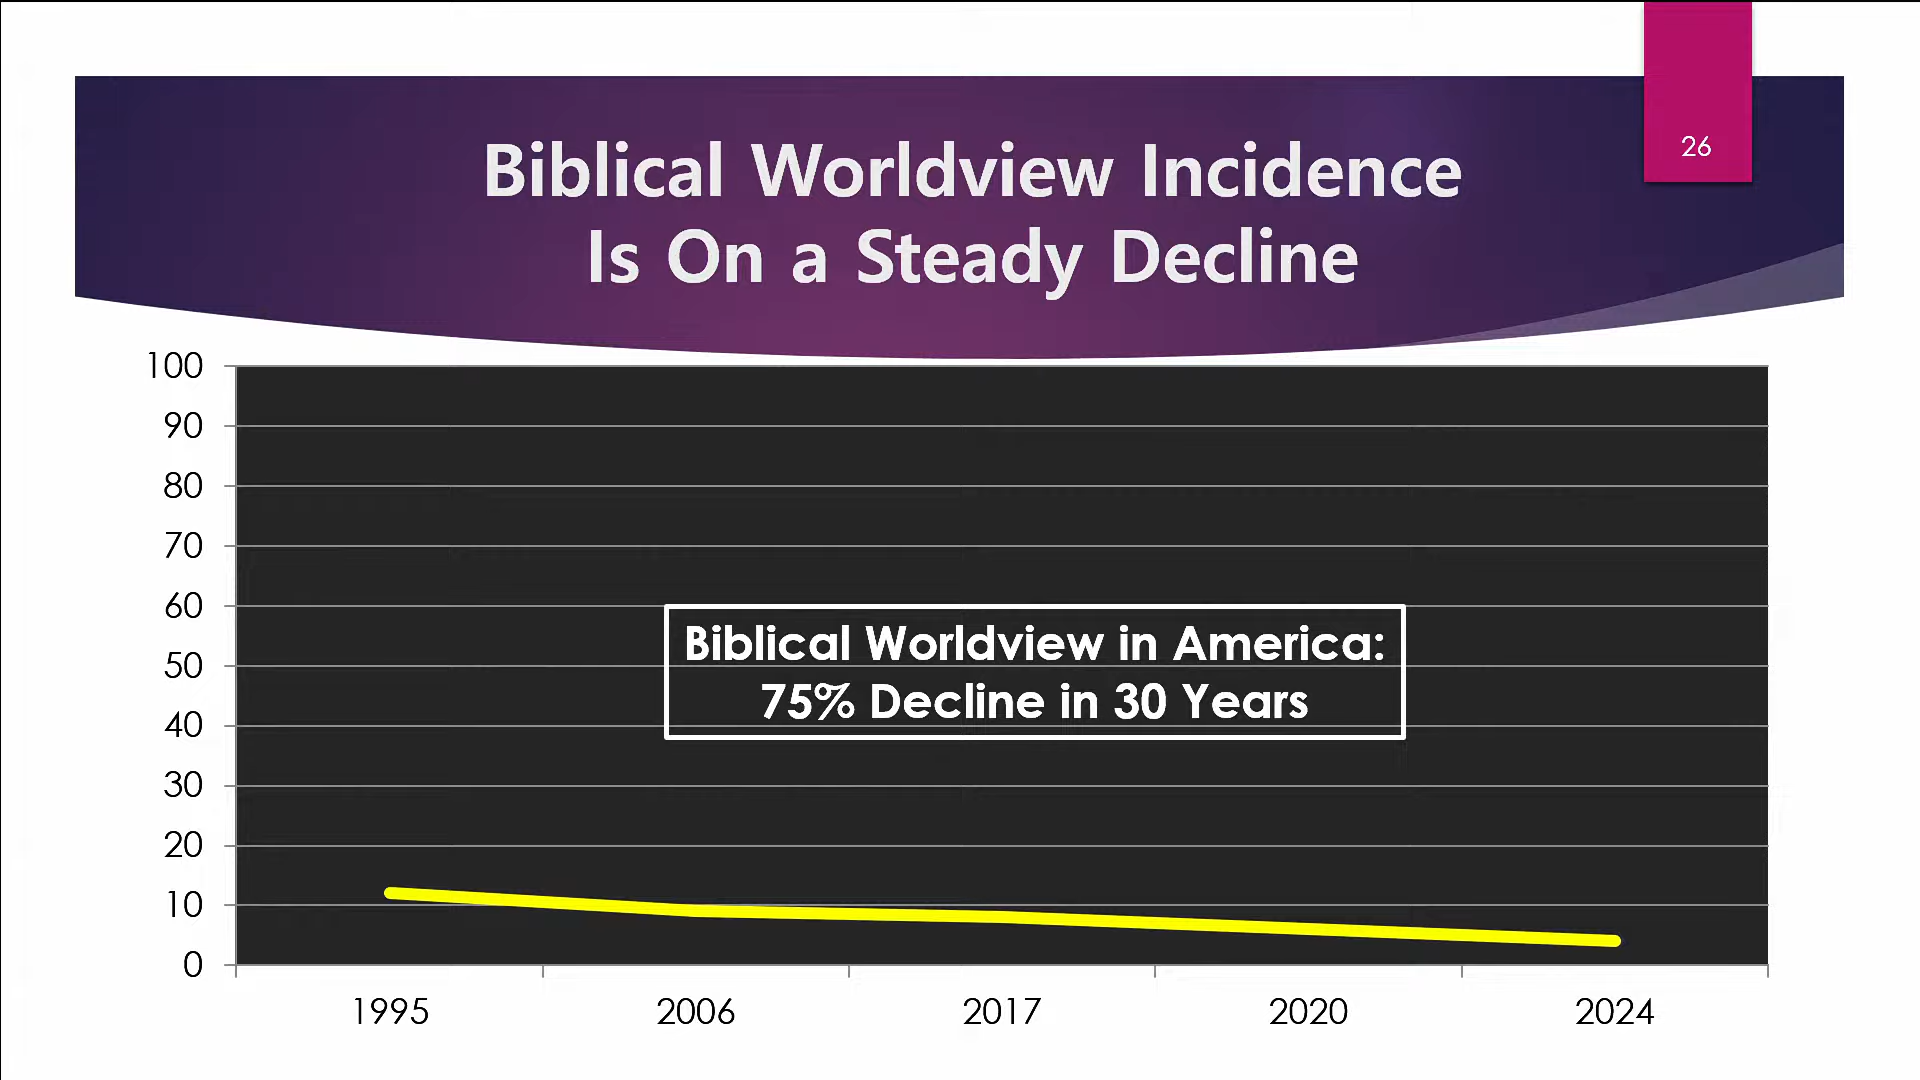 26
Biblical Worldview Incidence
Is On a Steady Decline
100
90
80
70
60
50
40
30
20
10
0
Biblical Worldview in America:
75% Decline in 30 Years
1995 2006 2017 2020 2024